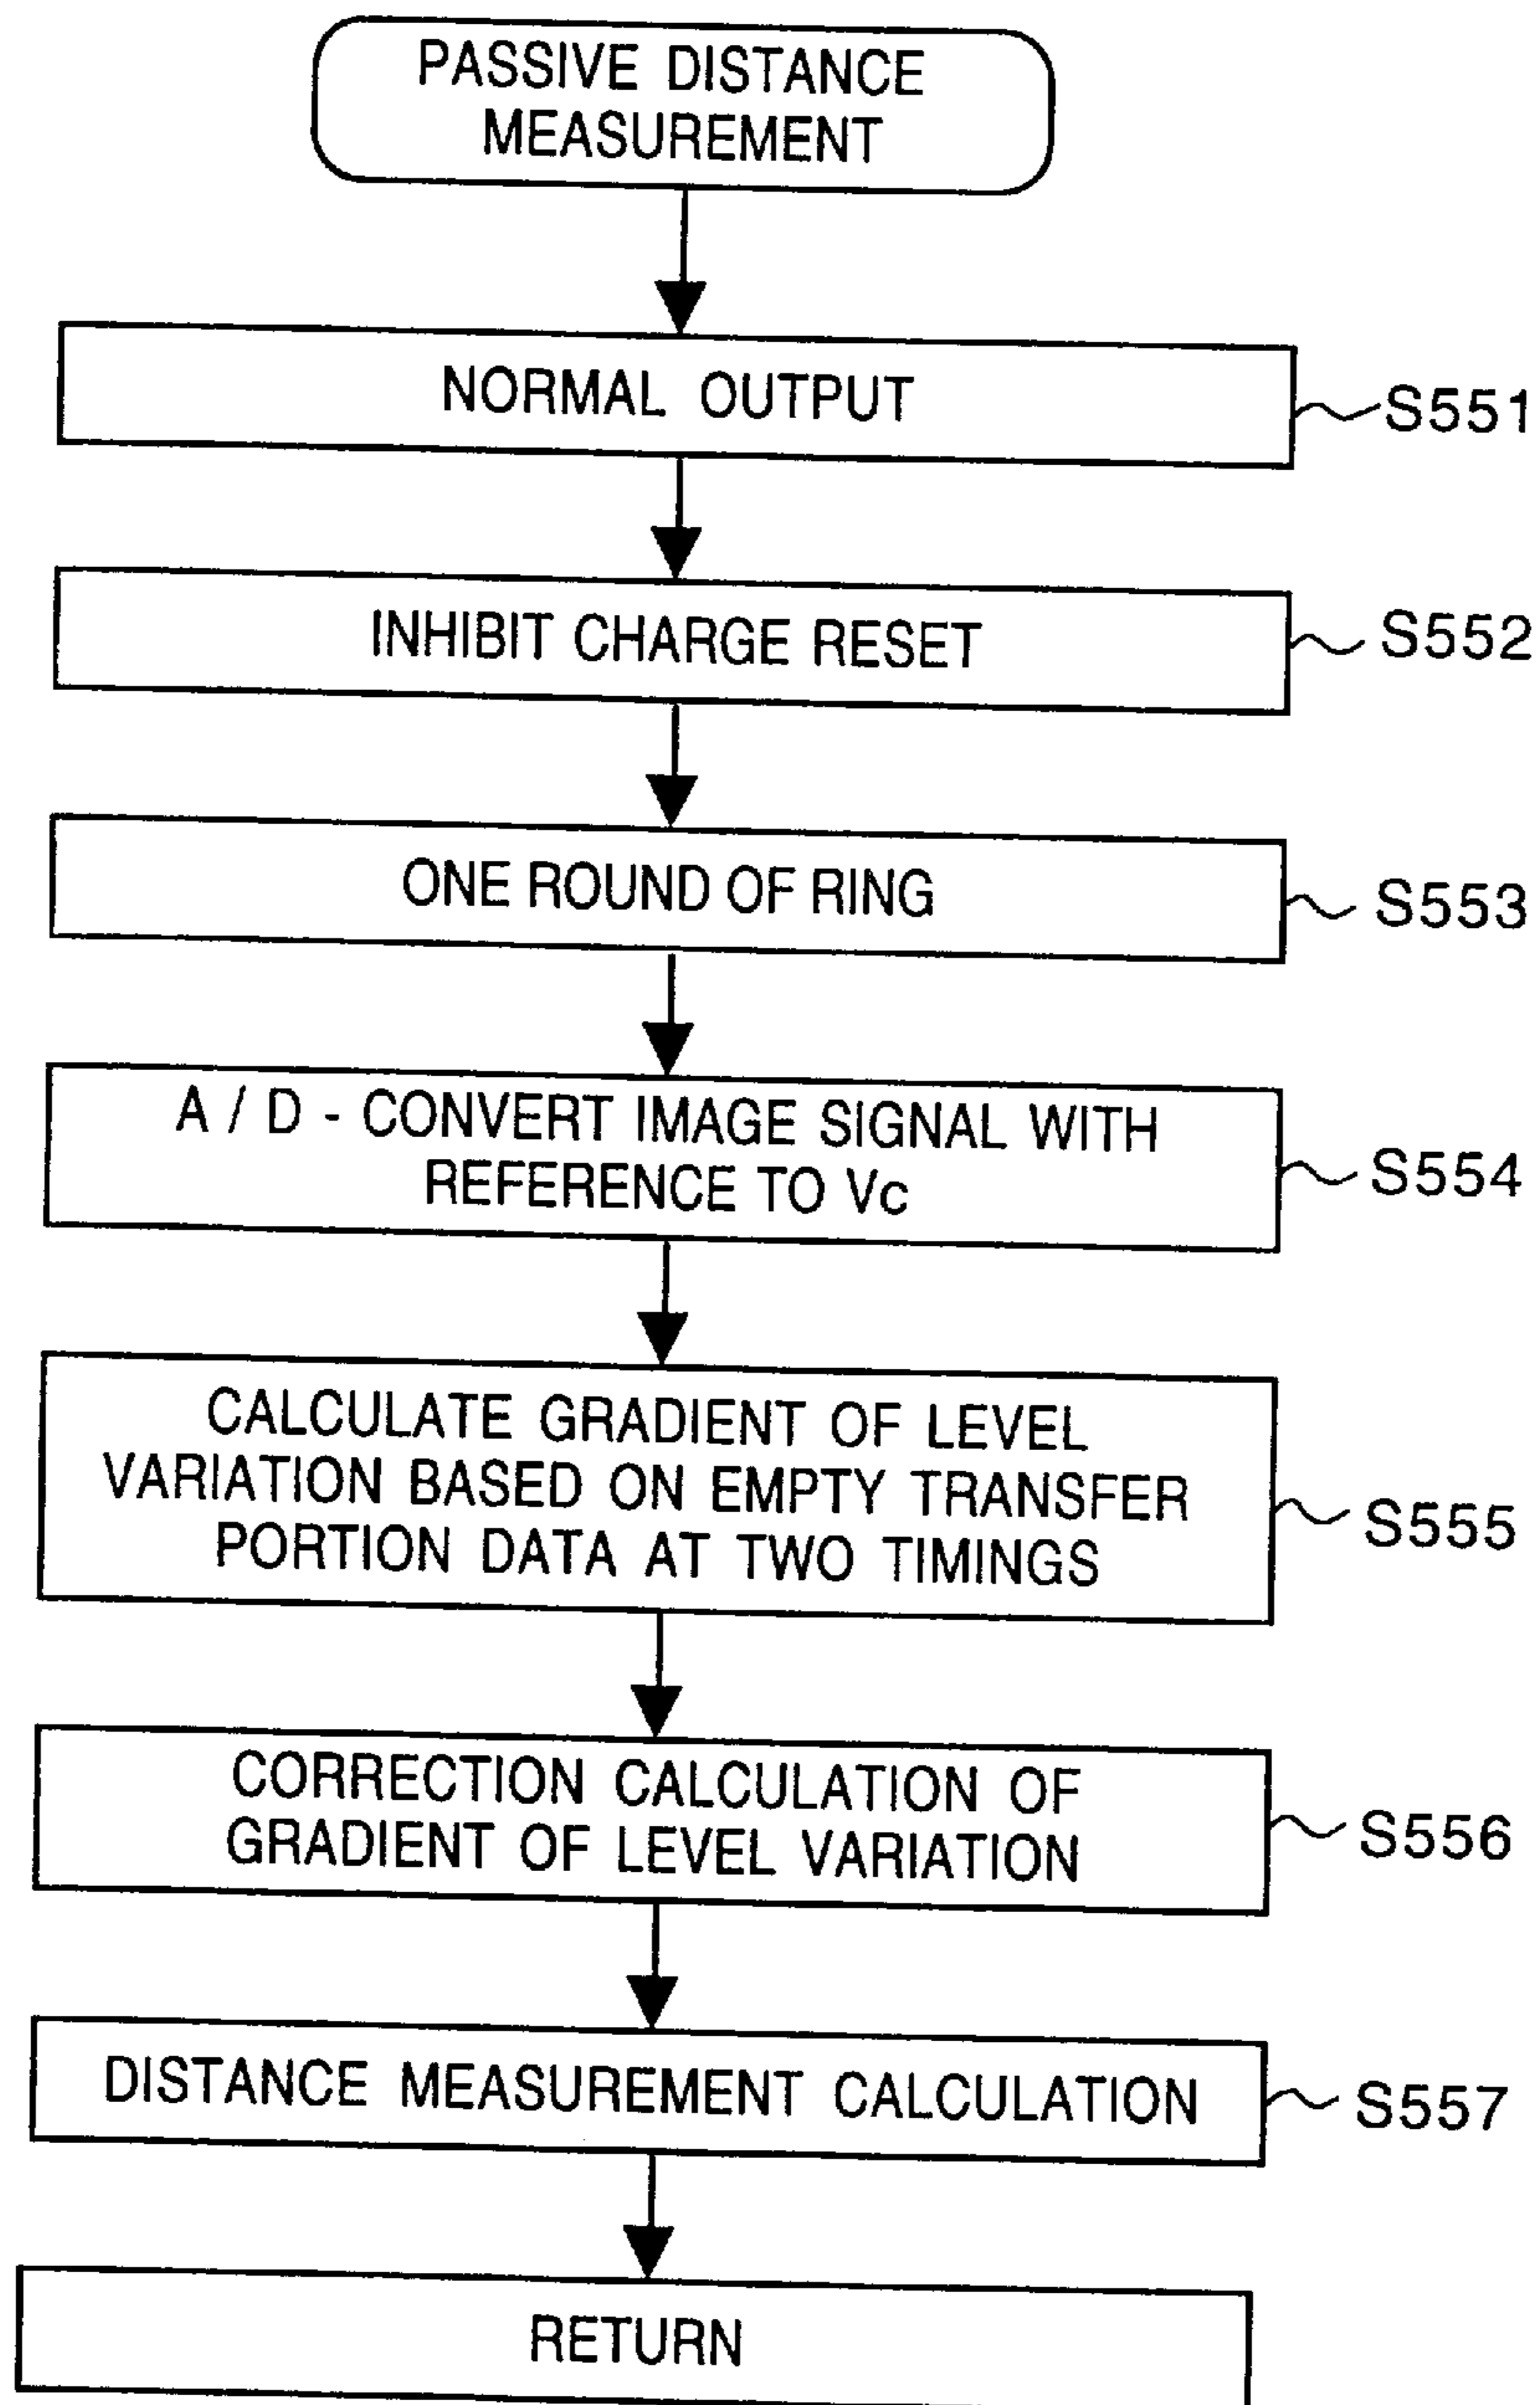 PASSIVE DISTANCE
MEASUREMENT
NORMAL OUTPUT
S551
INHIBIT CHARGE RESET
S552
ONE ROUND OF RING
S553
A / D - CONVERT IMAGE SIGNAL WITH
REFERENCE TO Vc
S554
CALCULATE GRADIENT OF LEVEL
VARIATION BASED ON EMPTY TRANSFER
PORTION DATA AT TWO TIMINGS
S555
CORRECTION CALCULATION OF
GRADIENT OF LEVEL VARIATION
S556
DISTANCE MEASUREMENT CALCULATION
S557
RETURN